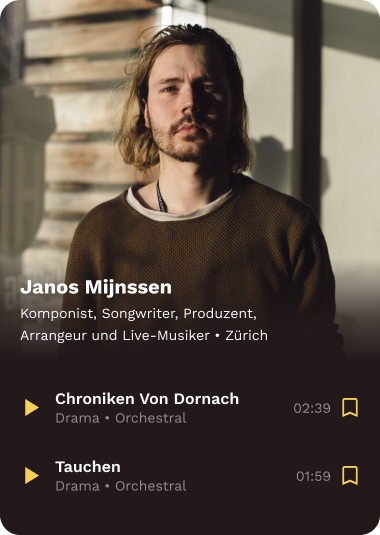 Janos Mijnssen
Komponist, Songwriter, Produzent,
Arrangeur und Live-Musiker • Zürich
Chroniken Von Dornach
Drama • Orchestral
02:39
Tauchen
Drama • Orchestral
01:59